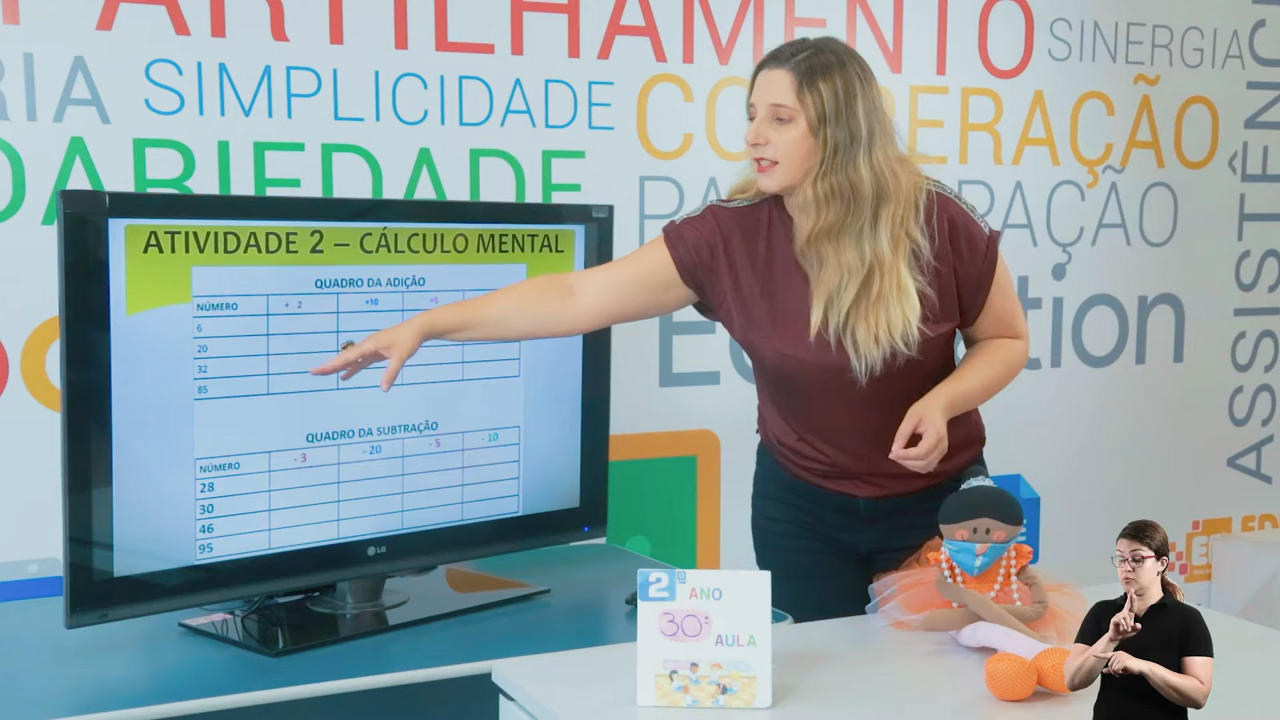 PARTILHAMENTO
SINERGIA
RIA
SIMPLICIDADE
COOPERAÇÃO
DARIEDADE
ASSISTÊNCI
Education
ATIVIDADE 2 – CÁLCULO MENTAL
QUADRO DA ADIÇÃO
NÚMERO + 2 +10 +5
6
20
32
85
QUADRO DA SUBTRAÇÃO
NÚMERO - 3 - 20 - 5 - 10
28
30
46
95
LG
2º ANO
30ª
AULA